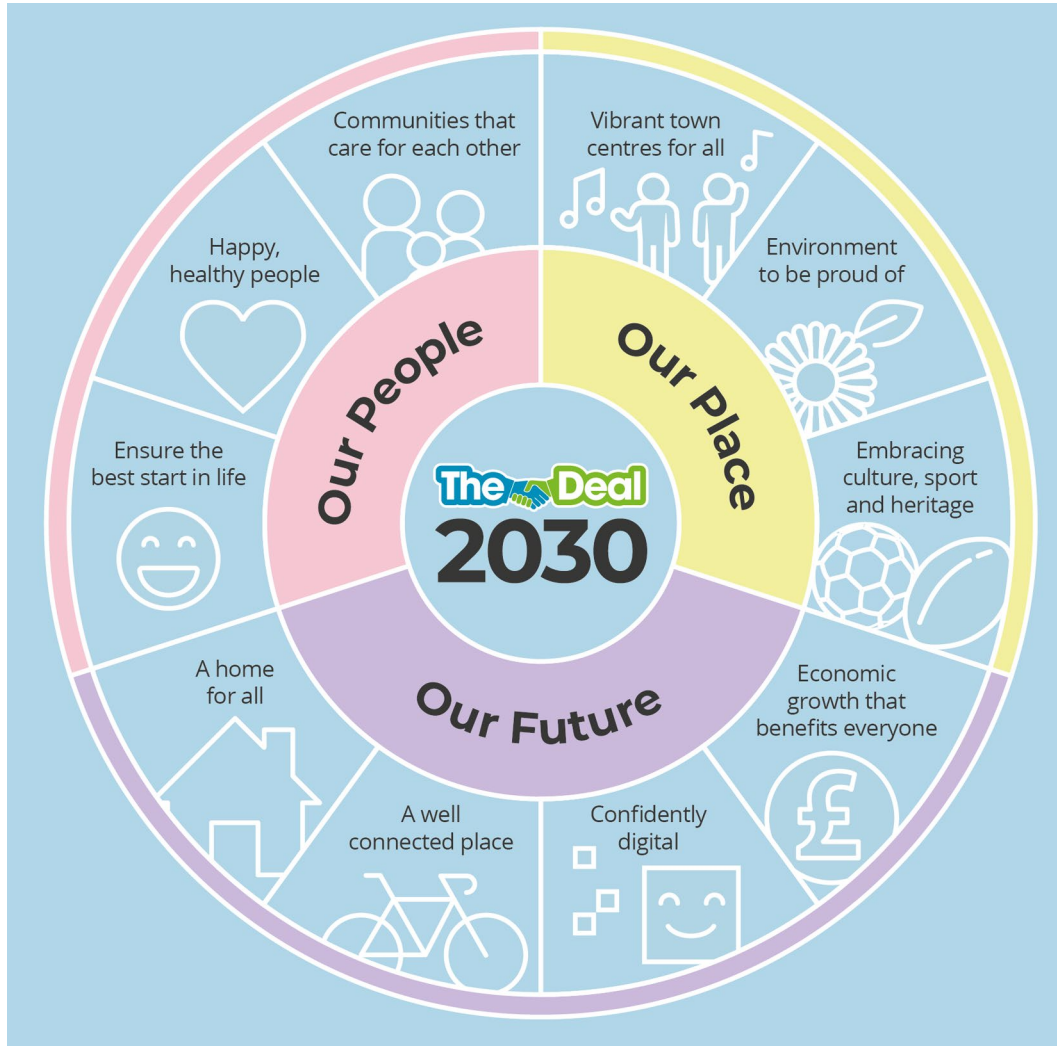 Communities that
care for each other
Vibrant town
centres for all
Happy,
healthy people
Environment
to be proud of
Our People
Our Place
Ensure the
best start in life
Embracing
culture, sport
and heritage
The Deal
2030
A home
for all
Our Future
Economic
growth that
benefits everyone
A well
connected place
Confidently
digital
£